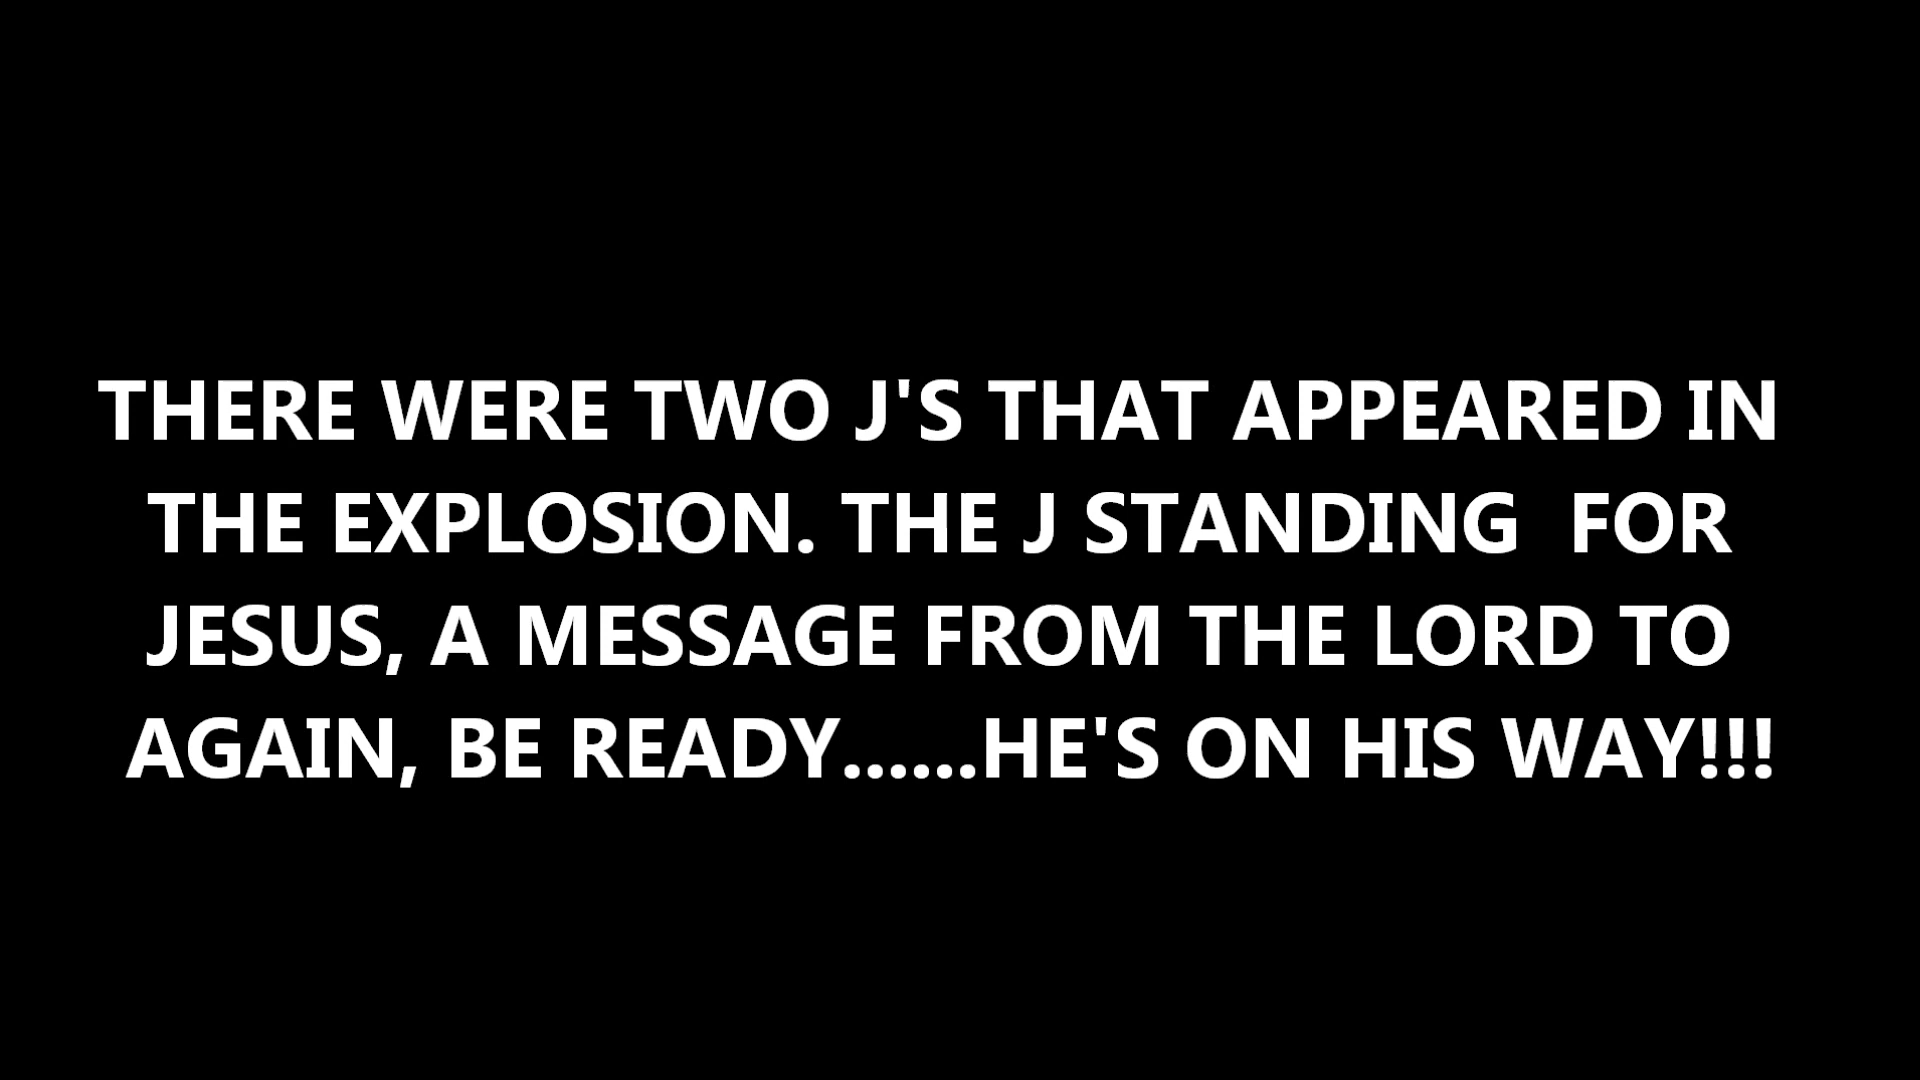 THERE WERE TWO J'S THAT APPEARED IN
THE EXPLOSION. THE J STANDING  FOR
JESUS, A MESSAGE FROM THE LORD TO
AGAIN, BE READY......HE'S ON HIS WAY!!!